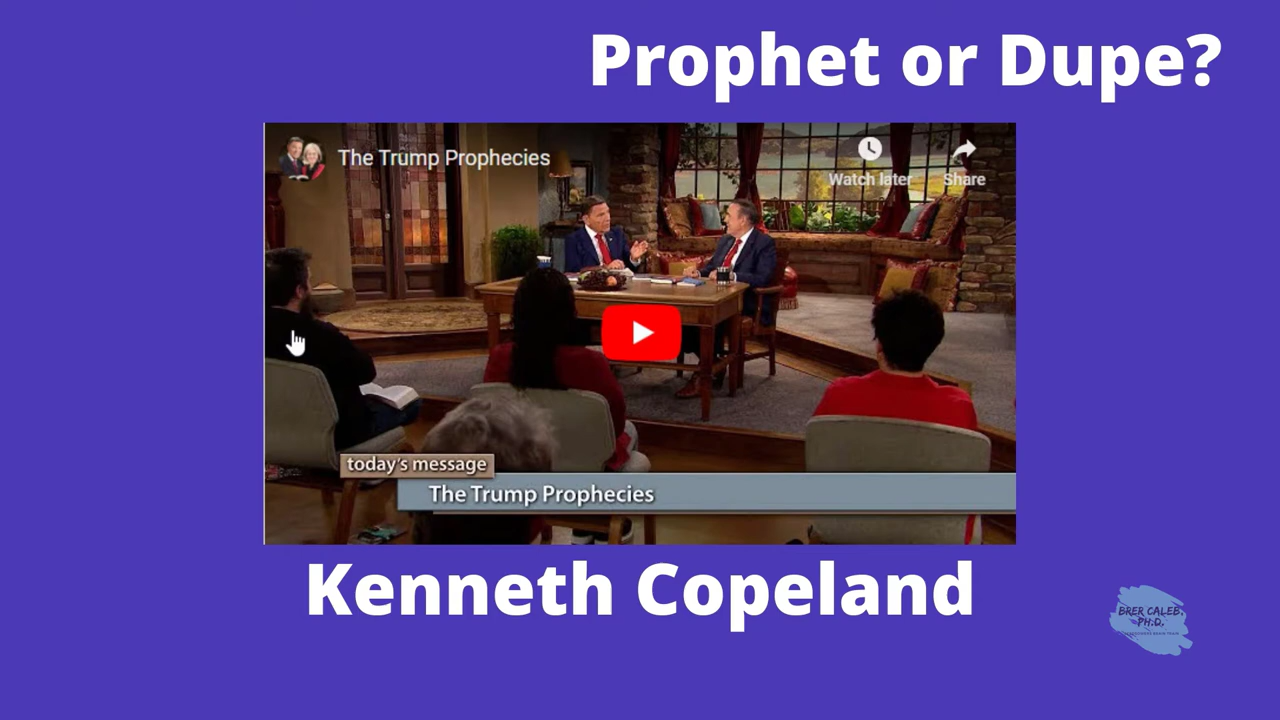 Prophet or Dupe?
The Trump Prophecies
Watch later
Share
today's message
The Trump Prophecies
Kenneth Copeland
BRER CALEB,
PH.D.